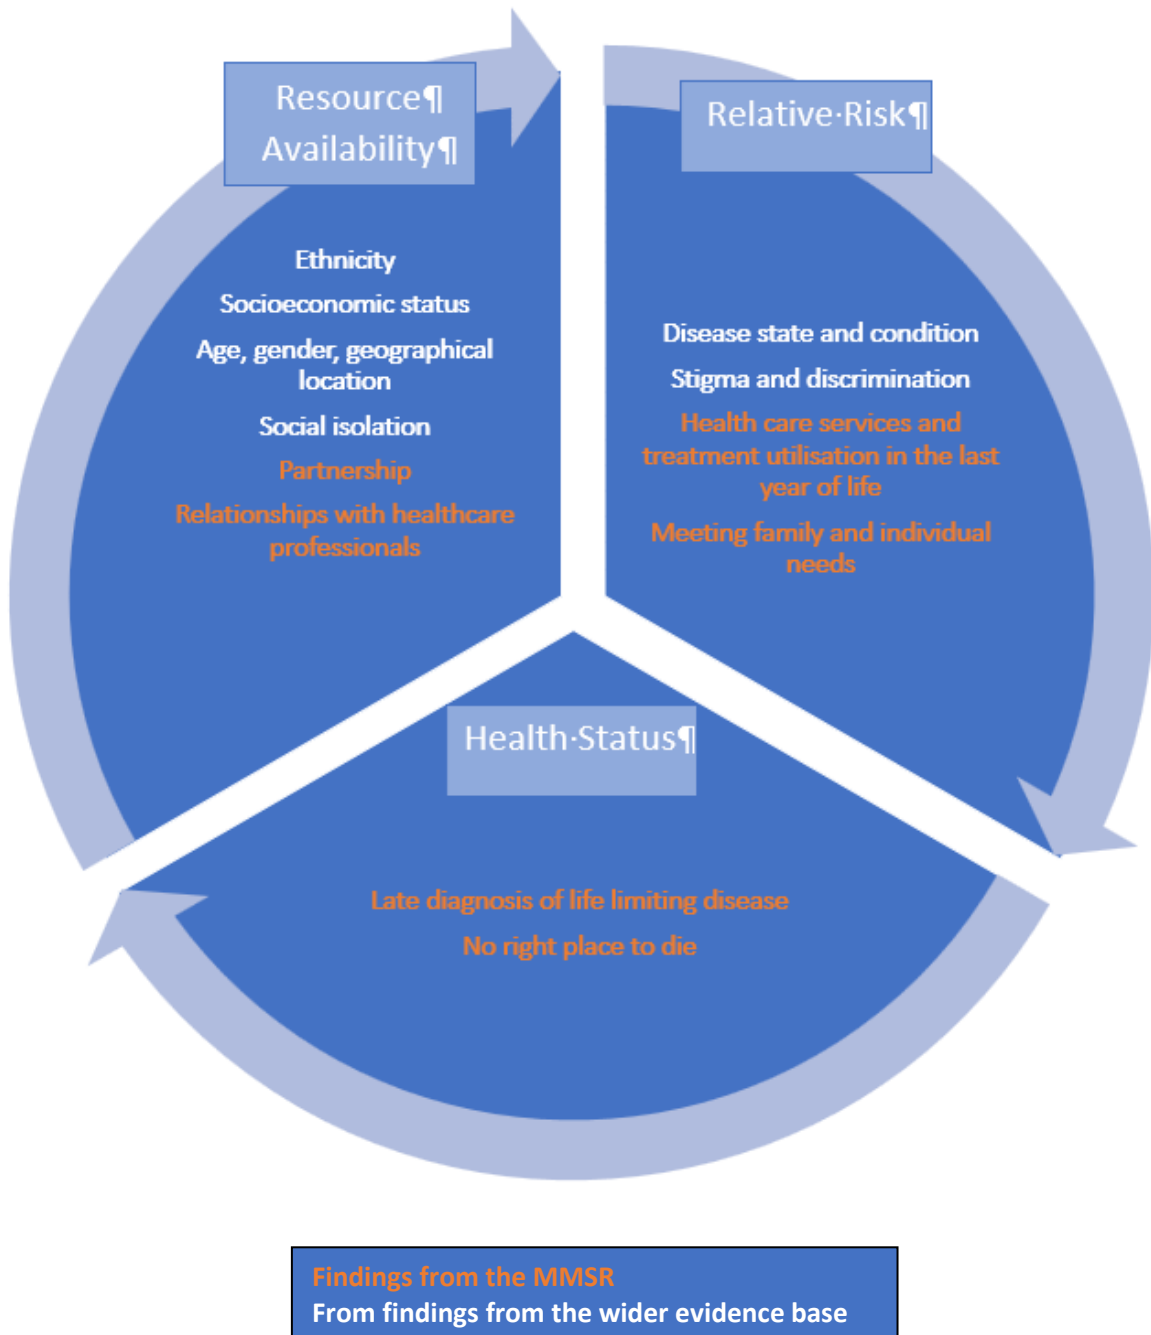 Resource¶
Availability¶
Ethnicity
Socioeconomic status
Age, gender, geographical
location
Social isolation
Partnership
Relationships with healthcare
professionals
Relative·Risk¶
Disease state and condition
Stigma and discrimination
Health care services and
treatment utilisation in the last
year of life
Meeting family and individual
needs
Health·Status¶
Late diagnosis of life limiting disease
No right place to die
Findings from the MMSR
From findings from the wider evidence base